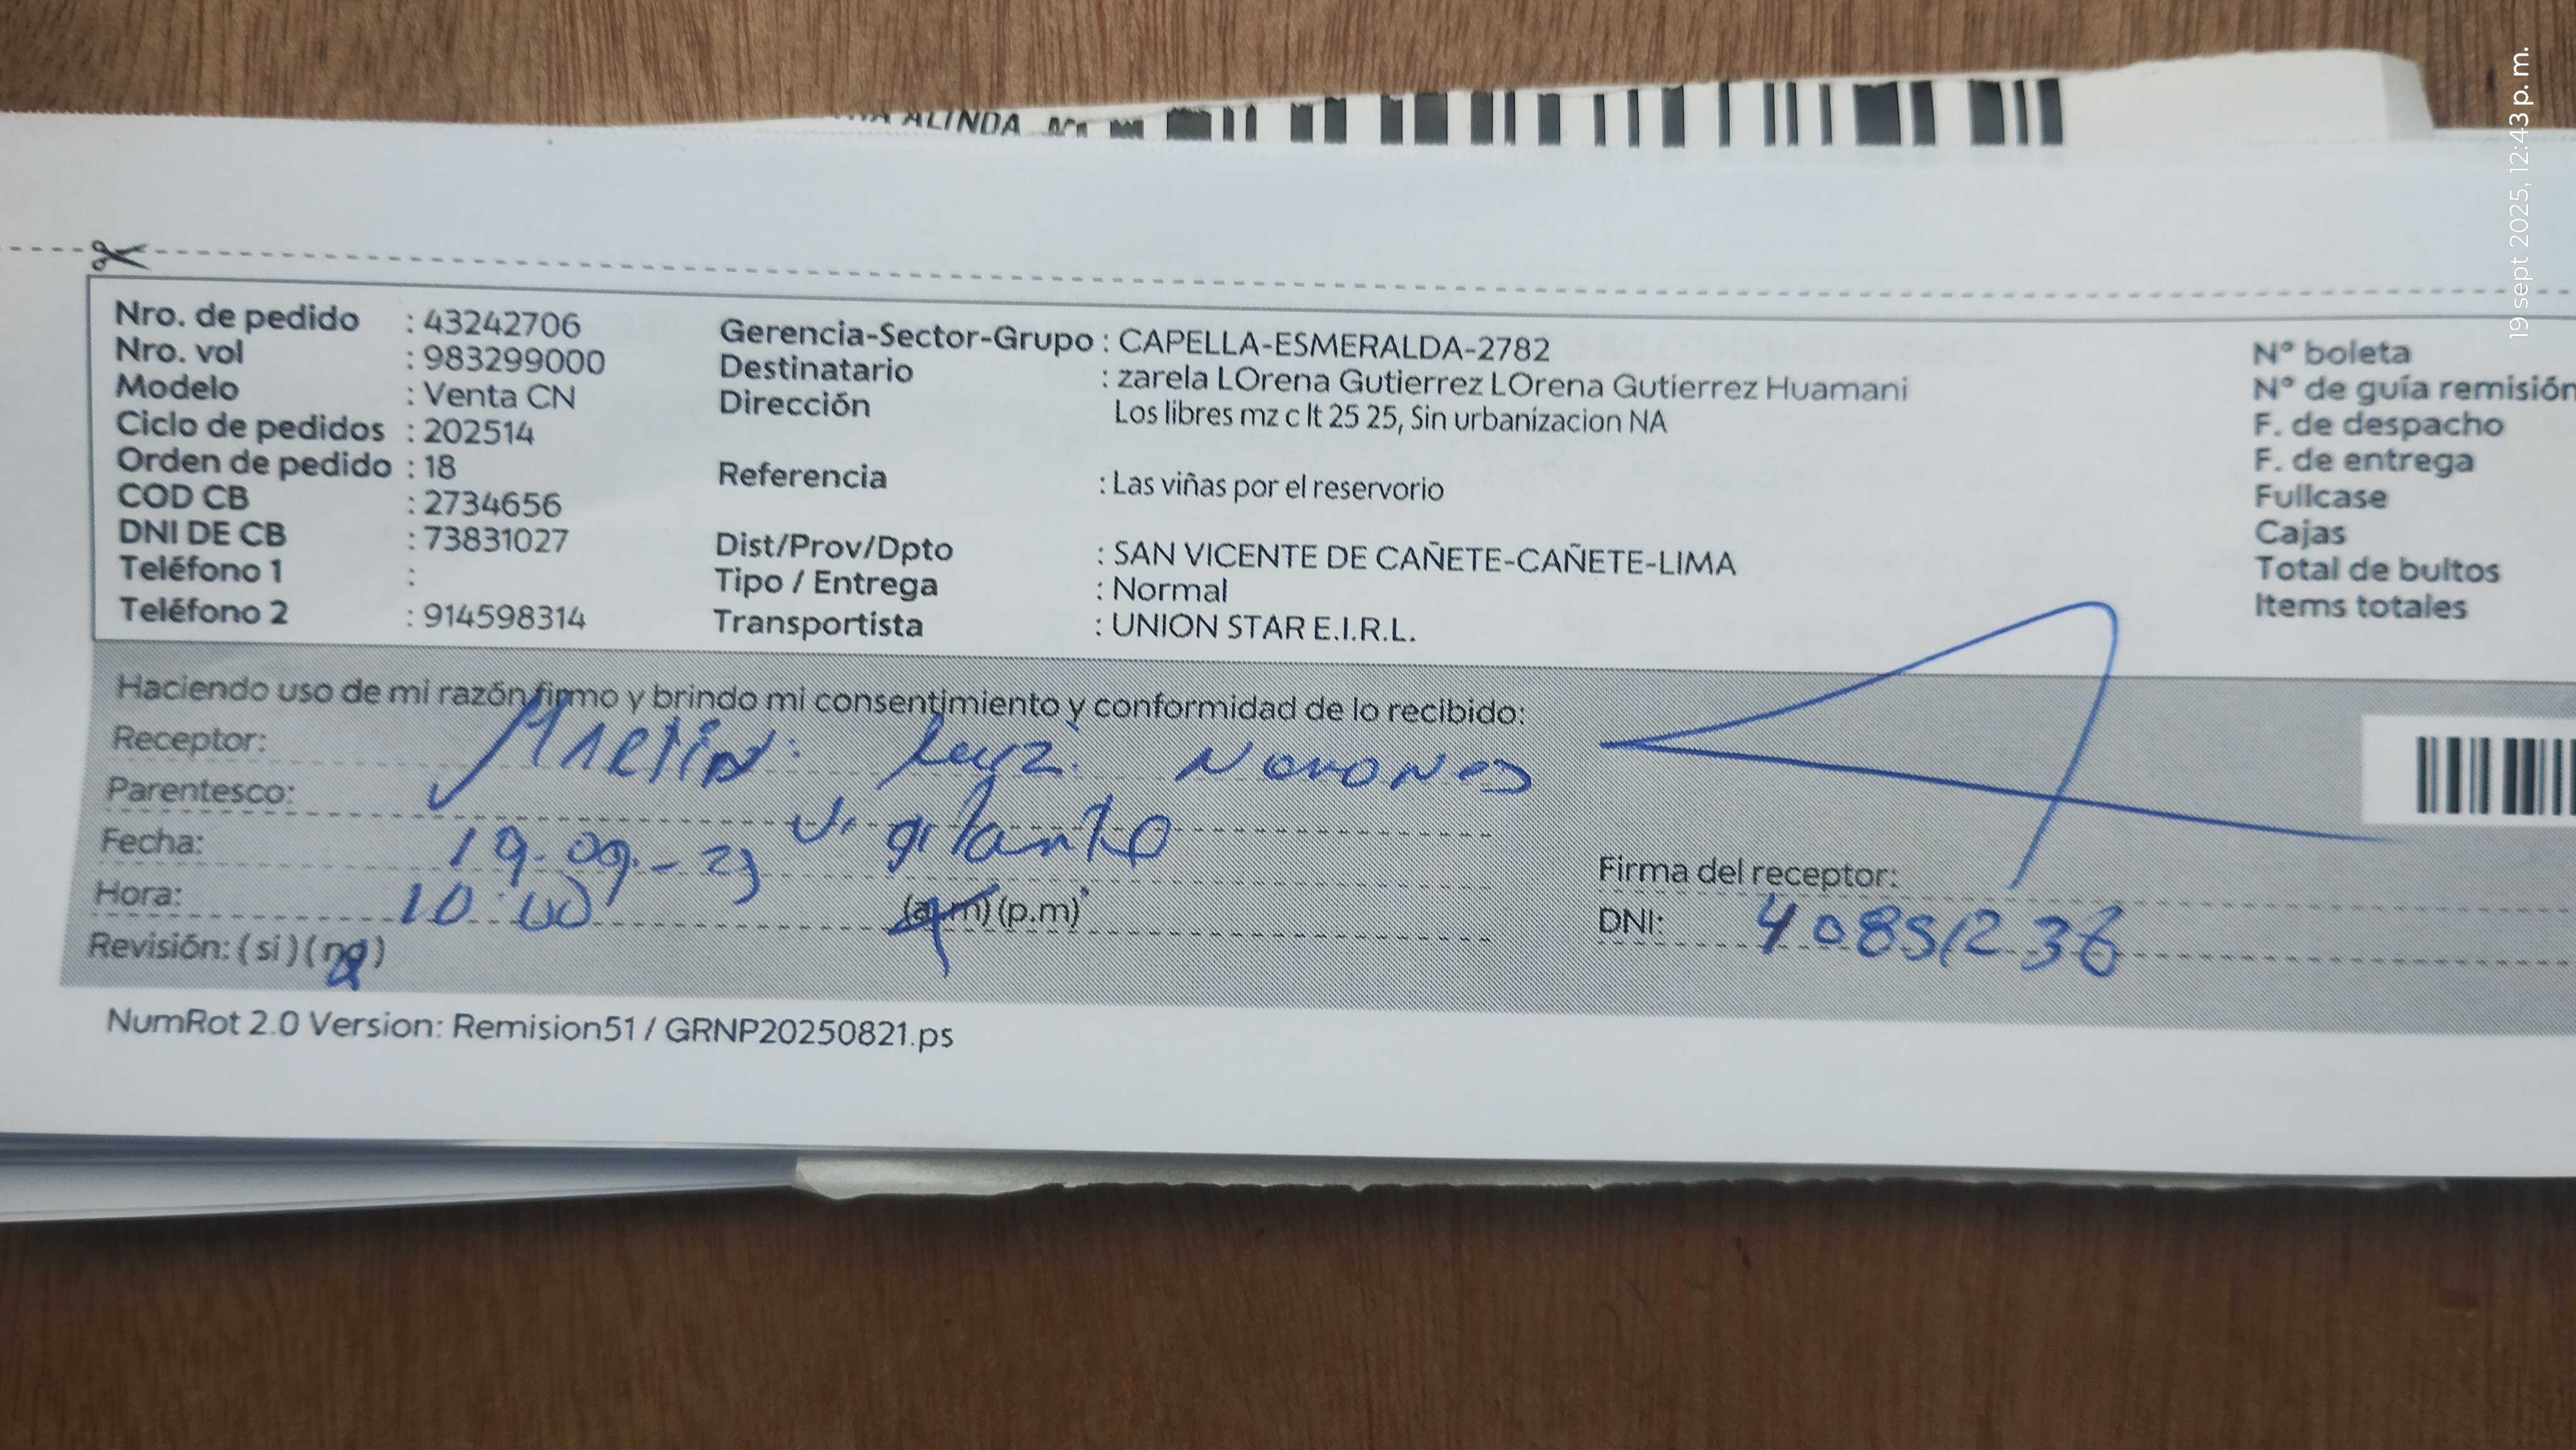 ALINDA
19 sept 2025, 12:43 p. m.
Nro. de pedido : 43242706
Nro. vol : 983299000
Modelo : Venta CN
Ciclo de pedidos : 202514
Orden de pedido : 18
COD CB : 2734656
DNI DE CB : 73831027
Teléfono 1 :
Teléfono 2 : 914598314
Gerencia-Sector-Grupo : CAPELLA-ESMERALDA-2782
Destinatario : zarela LOrena Gutierrez LOrena Gutierrez Huamani
Dirección Los libres mz c lt 25 25, Sin urbanizacion NA
Referencia : Las viñas por el reservorio
Dist/Prov/Dpto : SAN VICENTE DE CAÑETE-CAÑETE-LIMA
Tipo / Entrega : Normal
Transportista : UNION STAR E.I.R.L.
Nº boleta
Nº de guía remisión
F. de despacho
F. de entrega
Fullcase
Cajas
Total de bultos
Items totales
Haciendo uso de mi razón firmo y brindo mi consentimiento y conformidad de lo recibido:
Receptor: Martin
Parentesco: Vigilante
Fecha: 19-09-
Hora: 10:00 (a.m) (p.m)
Revisión: (si) (no)
Firma del receptor:
DNI: 40851236
NumRot 2.0 Version: Remision51 / GRNP20250821.ps